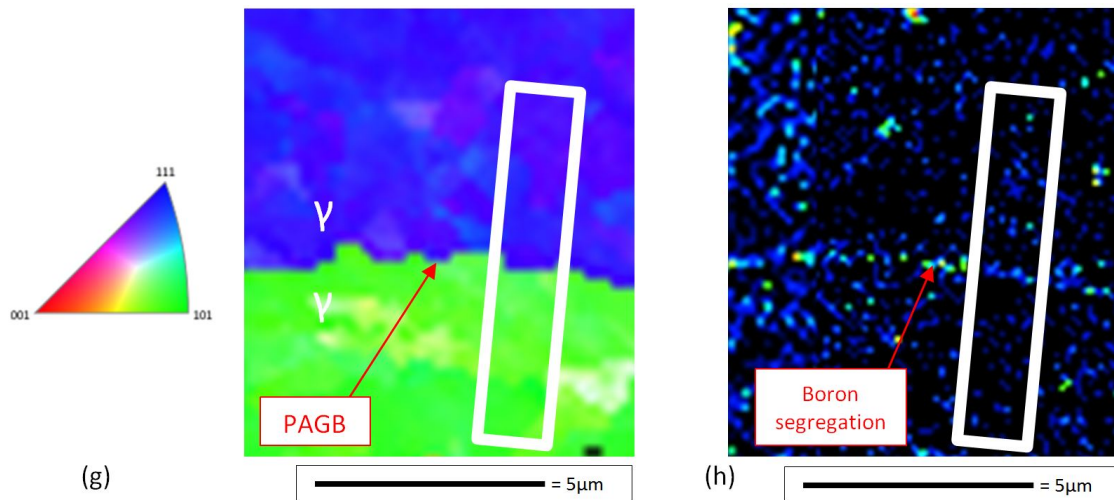 111
001
101
γ
γ
PAGB
(g)
= 5μm
Boron
segregation
(h)
= 5μm